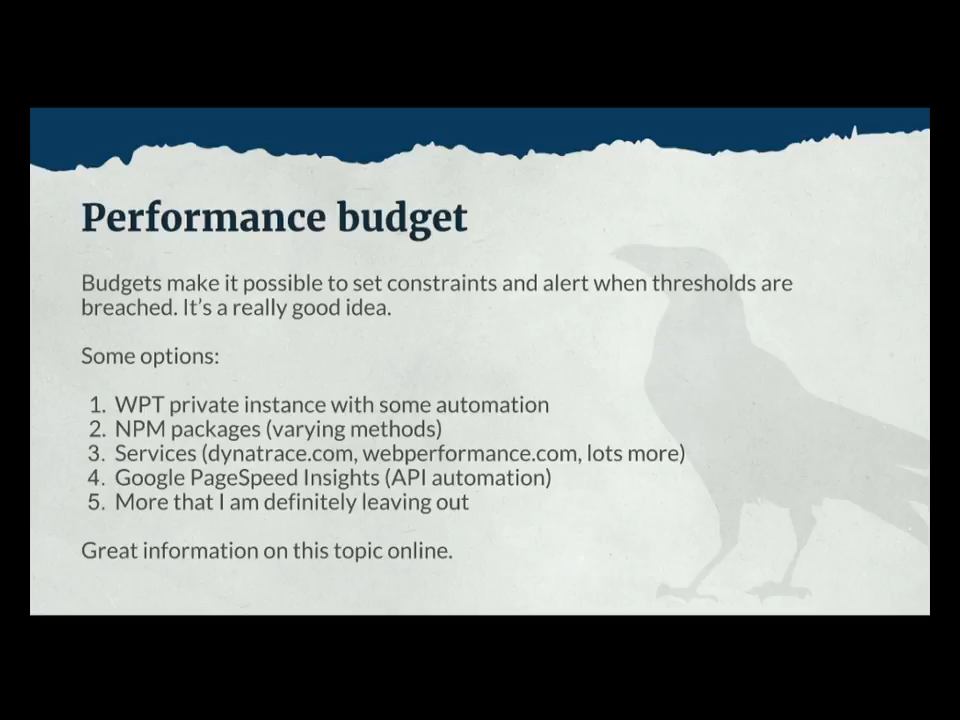 Performance budget
Budgets make it possible to set constraints and alert when thresholds are
breached. It’s a really good idea.
Some options:
1. WPT private instance with some automation
2. NPM packages (varying methods)
3. Services (dynatrace.com, webperformance.com, lots more)
4. Google PageSpeed Insights (API automation)
5. More that I am definitely leaving out
Great information on this topic online.